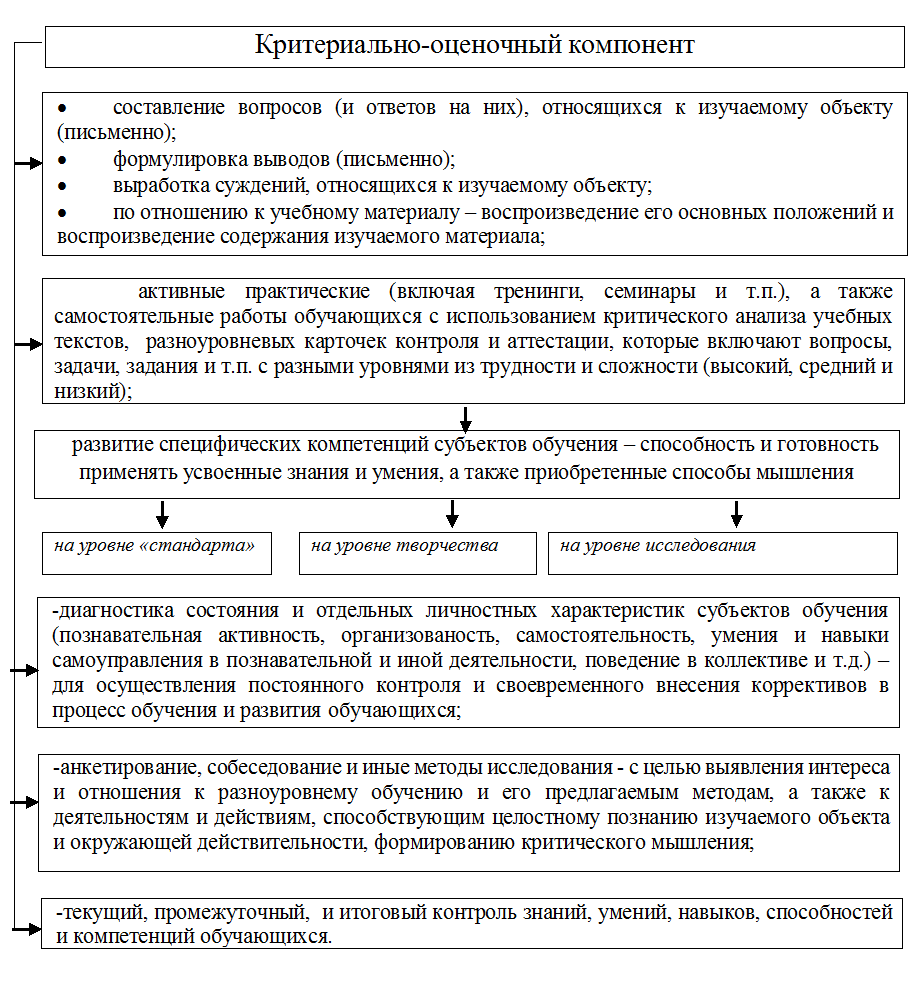 Критериально-оценочный компонент
• составление вопросов (и ответов на них), относящихся к изучаемому объекту
(письменно);
• формулировка выводов (письменно);
• выработка суждений, относящихся к изучаемому объекту;
• по отношению к учебному материалу – воспроизведение его основных положений и
воспроизведение содержания изучаемого материала;
активные практические (включая тренинги, семинары и т.п.), а также
самостоятельные работы обучающихся с использованием критического анализа учебных
текстов, разноуровневых карточек контроля и аттестации, которые включают вопросы,
задачи, задания и т.п. с разными уровнями из трудности и сложности (высокий, средний и
низкий);
развитие специфических компетенций субъектов обучения – способность и готовность
применять усвоенные знания и умения, а также приобретенные способы мышления
на уровне «стандарта»
на уровне творчества
на уровне исследования
-диагностика состояния и отдельных личностных характеристик субъектов обучения
(познавательная активность, организованость, самостоятельность, умения и навыки
самоуправления в познавательной и иной деятельности, поведение в коллективе и т.д.) –
для осуществления постоянного контроля и своевременного внесения коррективов в
процесс обучения и развития обучающихся;
-анкетирование, собеседование и иные методы исследования - с целью выявления интереса
и отношения к разноуровнему обучению и его предлагаемым методам, а также к
деятельностям и действиям, способствующим целостному познанию изучаемого объекта
и окружающей действительности, формированию критического мышления;
-текущий, промежуточный, и итоговый контроль знаний, умений, навыков, способностей
и компетенций обучающихся.